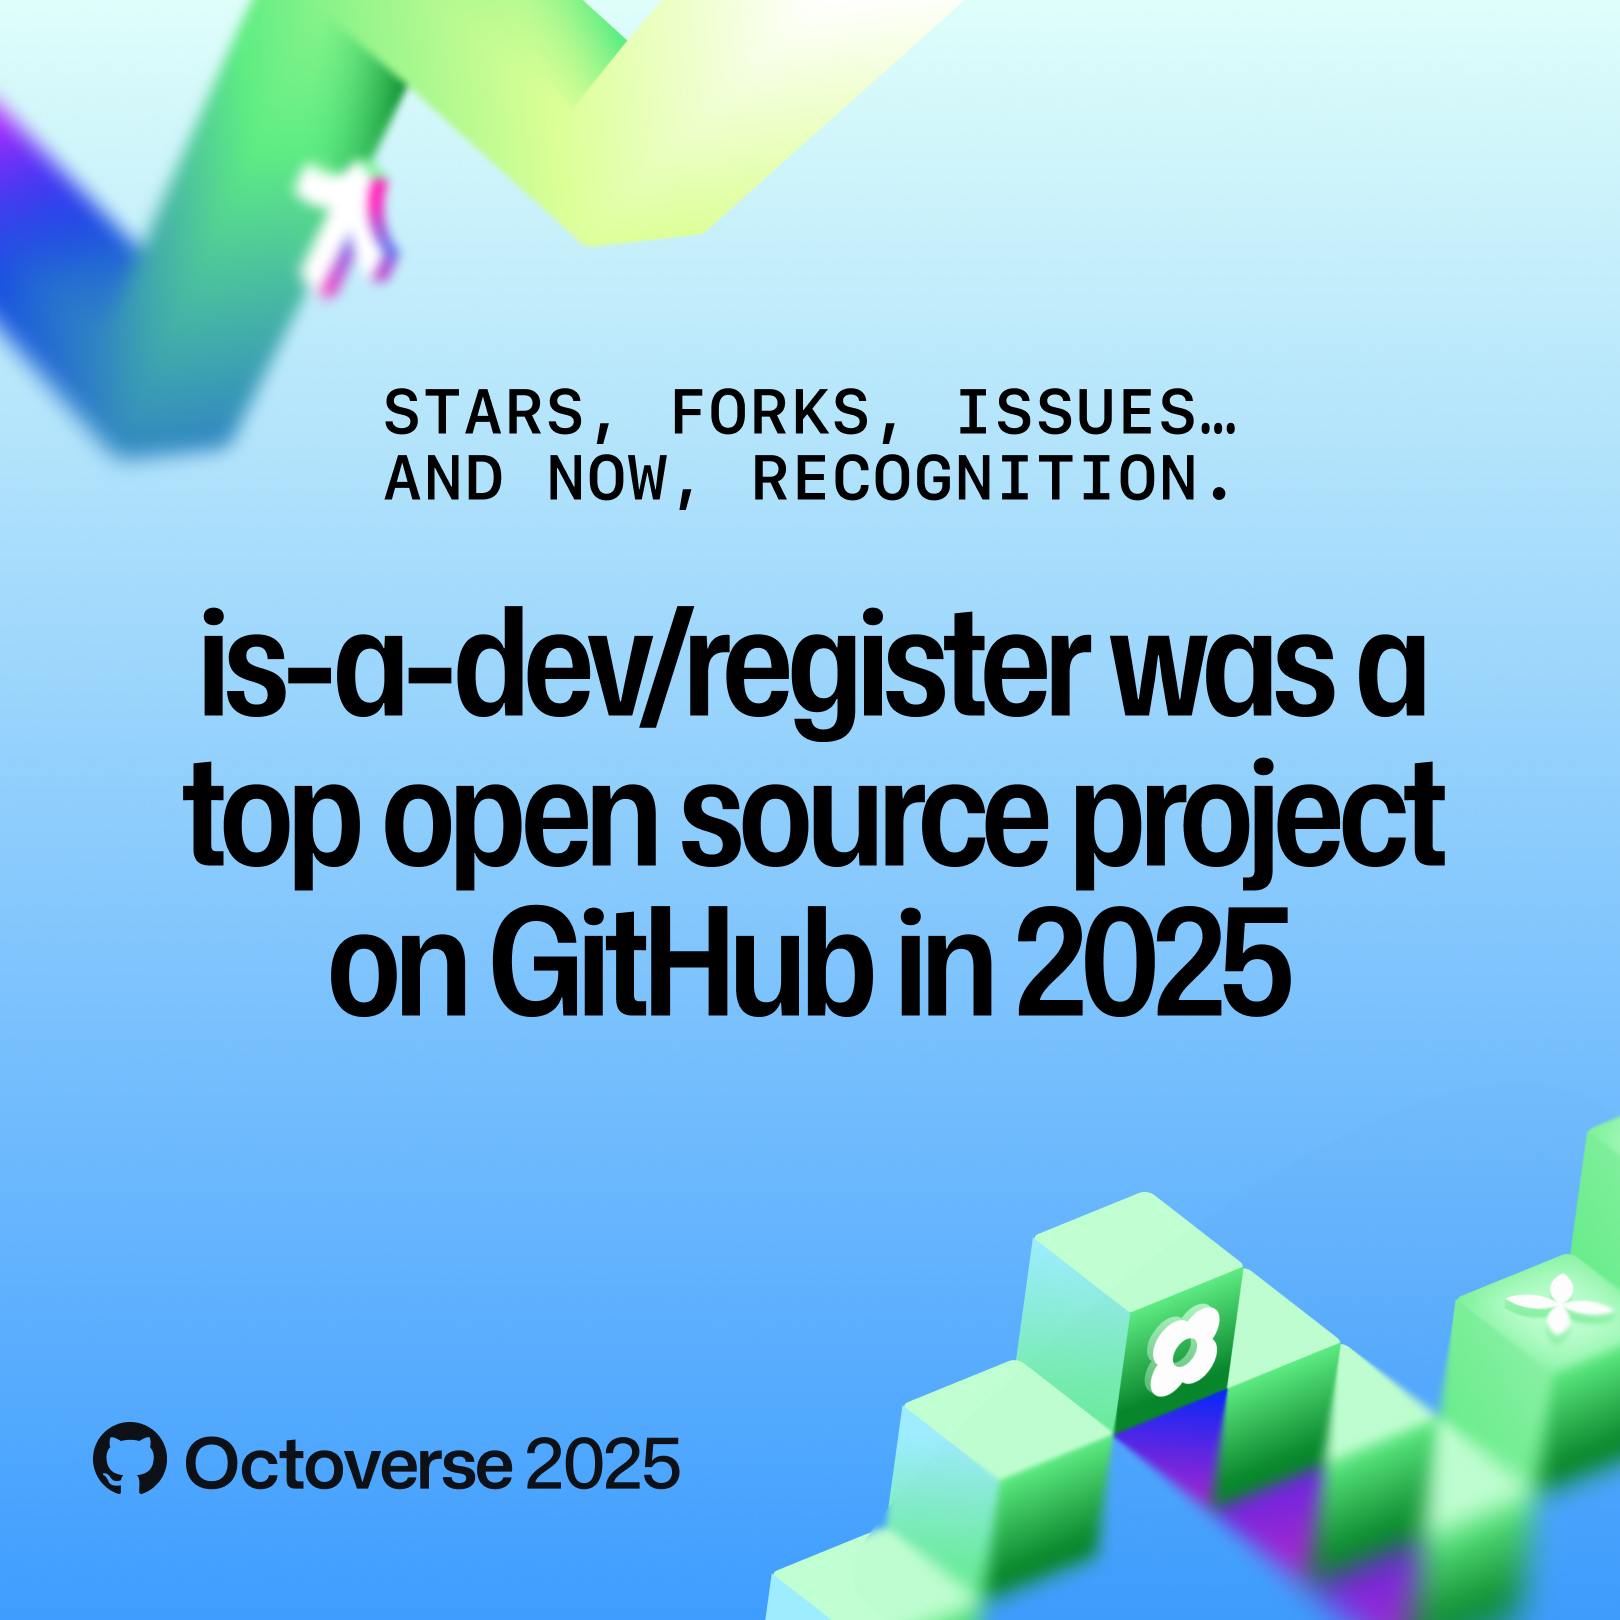 STARS, FORKS, ISSUES…
AND NOW, RECOGNITION.
is-a-dev/register was a
top open source project
on GitHub in 2025
Octoverse 2025